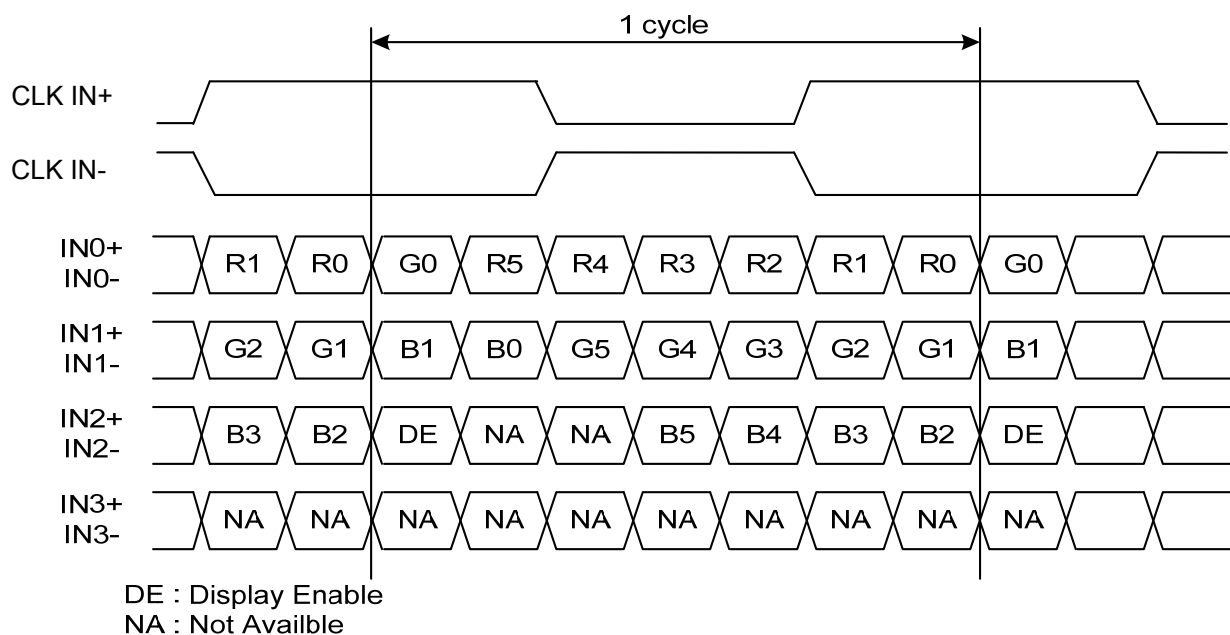 1 cycle
CLK IN+
CLK IN-
IN0+
IN0-
R1 R0 G0 R5 R4 R3 R2 R1 R0 G0
IN1+
IN1-
G2 G1 B1 B0 G5 G4 G3 G2 G1 B1
IN2+
IN2-
B3 B2 DE NA NA B5 B4 B3 B2 DE
IN3+
IN3-
NA NA NA NA NA NA NA NA NA NA
DE : Display Enable
NA : Not Availble